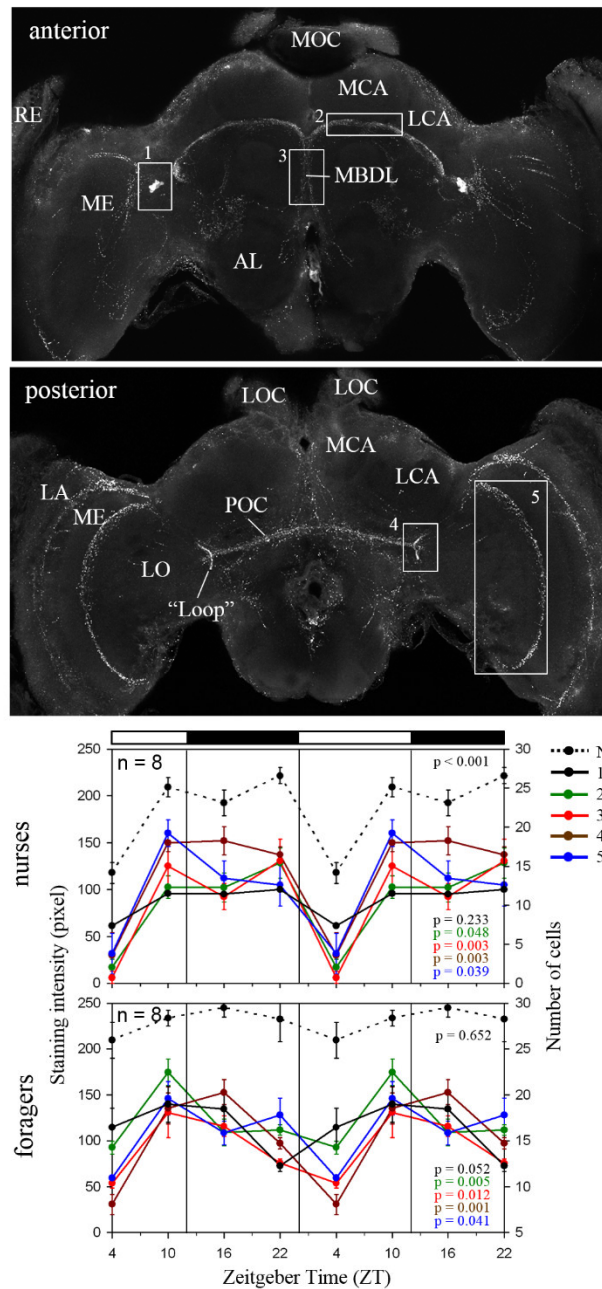 anterior
MOC
MCA
RE
2
LCA
1
3
MBDL
ME
AL
posterior
LOC
LOC
MCA
LCA
LA
5
ME
POC
4
LO
“Loop”
nurses
foragers
Staining intensity (pixel)
Number of cells
250
200
150
100
50
0
n = 8
p < 0.001
p = 0.233
p = 0.048
p = 0.003
p = 0.003
p = 0.039
30
25
20
15
10
5
0
N
1
2
3
4
5
250
200
150
100
50
0
n = 8
p = 0.652
p = 0.052
p = 0.005
p = 0.012
p = 0.001
p = 0.041
30
25
20
15
10
5
4 10 16 22 4 10 16 22
Zeitgeber Time (ZT)